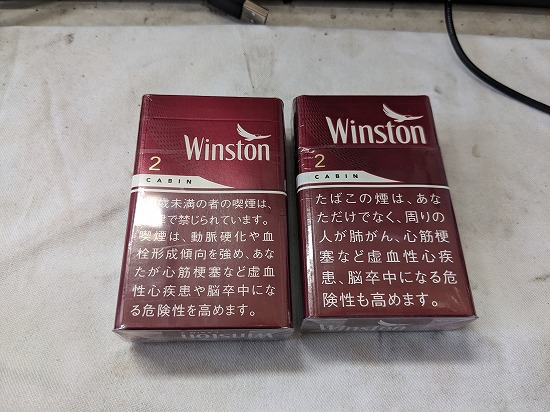 Winston
2
CABIN
歳未満の者の喫煙は、
で禁じられています。
喫煙は、動脈硬化や血
栓形成傾向を強め、あな
たが心筋梗塞など虚血
性心疾患や脳卒中にな
る危険性を高めます。
Winston
Winston
2
CABIN
たばこの煙は、あな
ただけでなく、周りの
人が肺がん、心筋梗
塞など虚血性心疾
患、脳卒中になる危
険性も高めます。
Winston